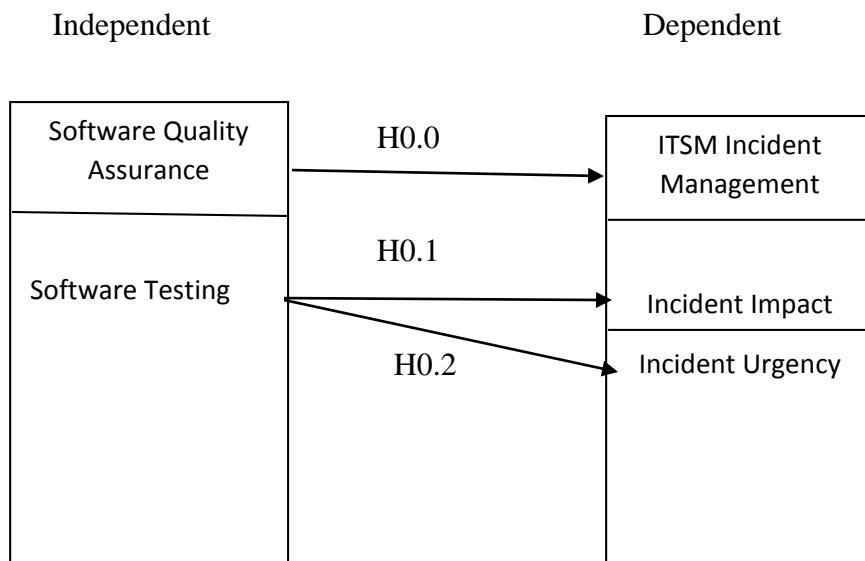 Independent
Dependent
Software Quality
Assurance
H0.0
ITSM Incident
Management
H0.1
Software Testing
Incident Impact
H0.2
Incident Urgency